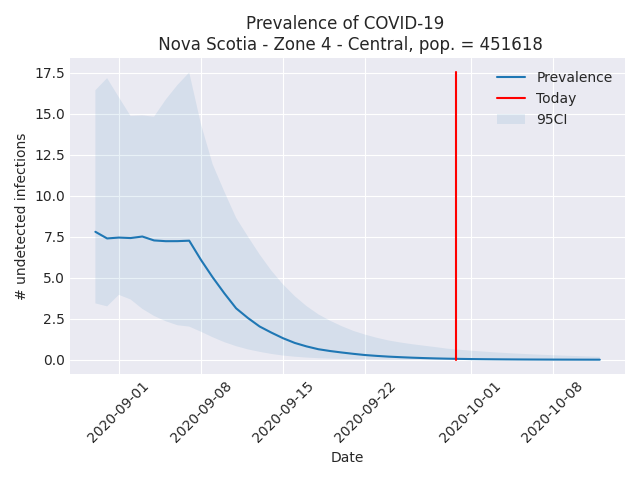 Prevalence of COVID-19
Nova Scotia - Zone 4 - Central, pop. = 451618
17.5
15.0
12.5
10.0
7.5
5.0
2.5
0.0
# undetected infections
Prevalence
Today
95CI
2020-09-01
2020-09-08
2020-09-15
2020-09-22
2020-10-01
2020-10-08
Date